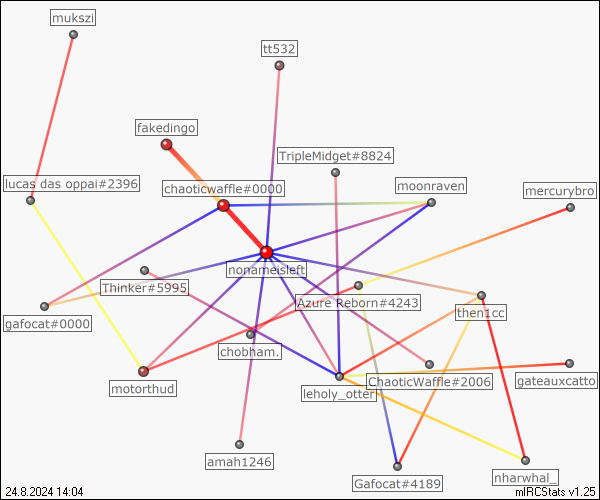 mukszi
tt532
fakedingo
TripleMidget#8824
lucas das oppai#2396
chaoticwaffle#0000
moonraven
mercurybro
nonameisleft
Thinker#5995
Azure Reborn#4243
then1cc
gafocat#0000
chobham.
motorthud
leholy_otter
ChaoticWaffle#2006
gateauxcatto
amah1246
Gafocat#4189
nharwhal_
24.8.2024 14:04
mIRCStats v1.25